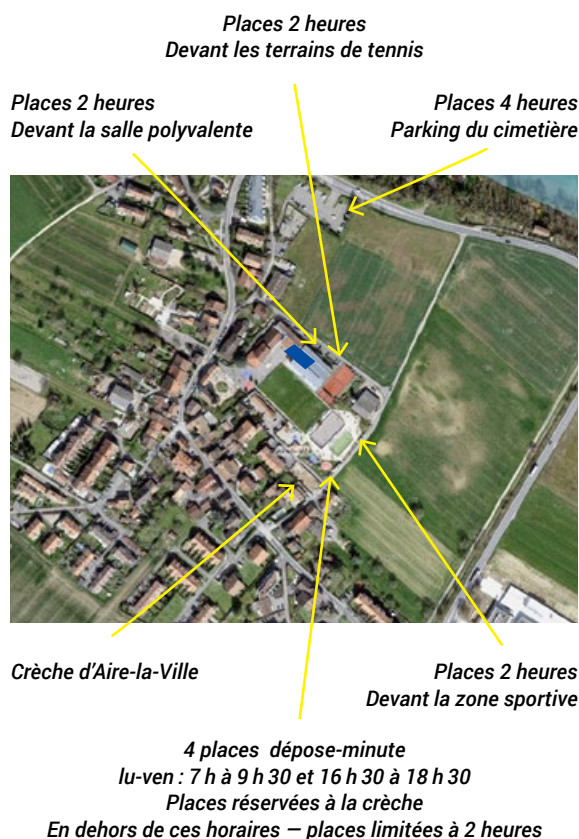 Places 2 heures
Devant les terrains de tennis
Places 2 heures
Devant la salle polyvalente
Places 4 heures
Parking du cimetière
Crèche d'Aire-la-Ville
Places 2 heures
Devant la zone sportive
4 places dépose-minute
lu-ven : 7 h à 9 h 30 et 16 h 30 à 18 h 30
Places réservées à la crèche
En dehors de ces horaires – places limitées à 2 heures